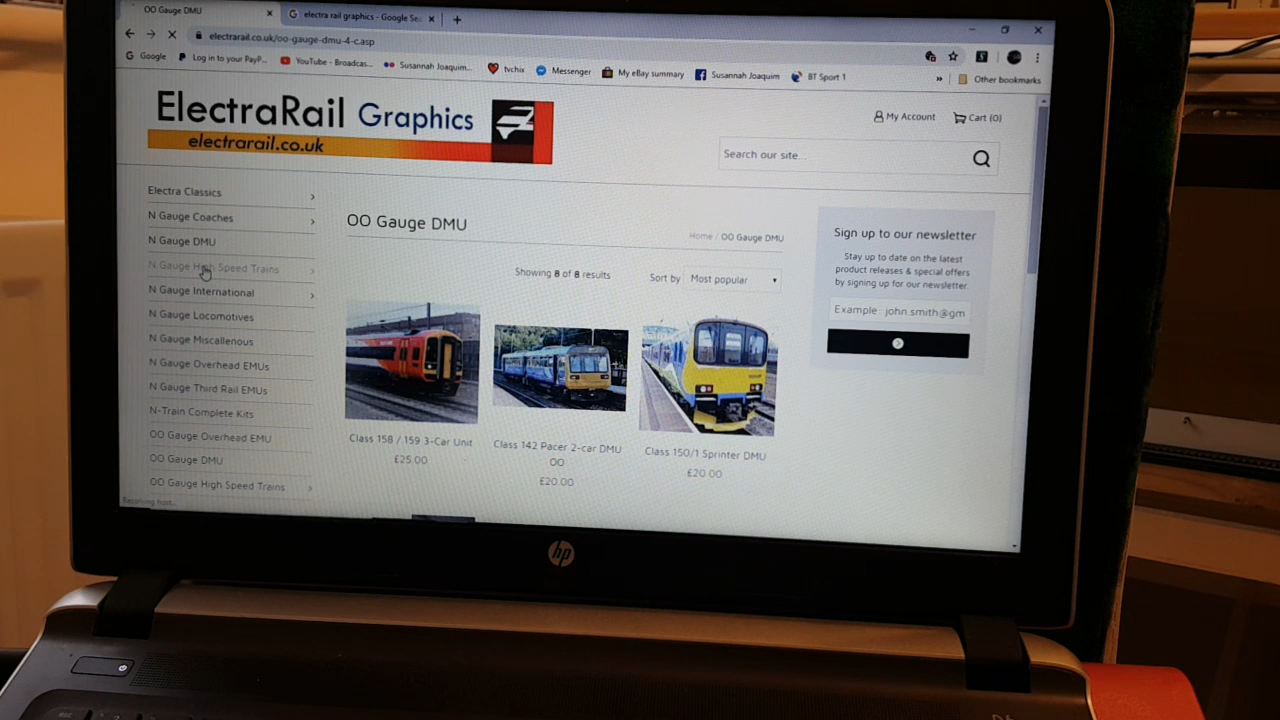 OO Gauge DMU
electra rail graphics - Google Sea
electrarail.co.uk/oo-gauge-dmu-4-c.asp
Google
Log in to your PayP...
YouTube - Broadcas...
Susannah Joaquim...
tvchix
Messenger
My eBay summary
Susannah Joaquim
BT Sport 1
»
Other bookmarks
ElectraRail Graphics
electrarail.co.uk
My Account
Cart (0)
Search our site...
Electra Classics
N Gauge Coaches
N Gauge DMU
N Gauge High Speed Trains
N Gauge International
N Gauge Locomotives
N Gauge Miscallenous
N Gauge Overhead EMUs
N Gauge Third Rail EMUs
N-Train Complete Kits
OO Gauge Overhead EMU
OO Gauge DMU
OO Gauge High Speed Trains
Resolving host...
OO Gauge DMU
Home / OO Gauge DMU
Showing 8 of 8 results
Sort by Most popular
Class 158 / 159 3-Car Unit
£25.00
Class 142 Pacer 2-car DMU
OO
£20.00
Class 150/1 Sprinter DMU
£20.00
Sign up to our newsletter
Stay up to date on the latest
product releases & special offers
by signing up for our newsletter.
Example: john.smith@gm
hp
esc